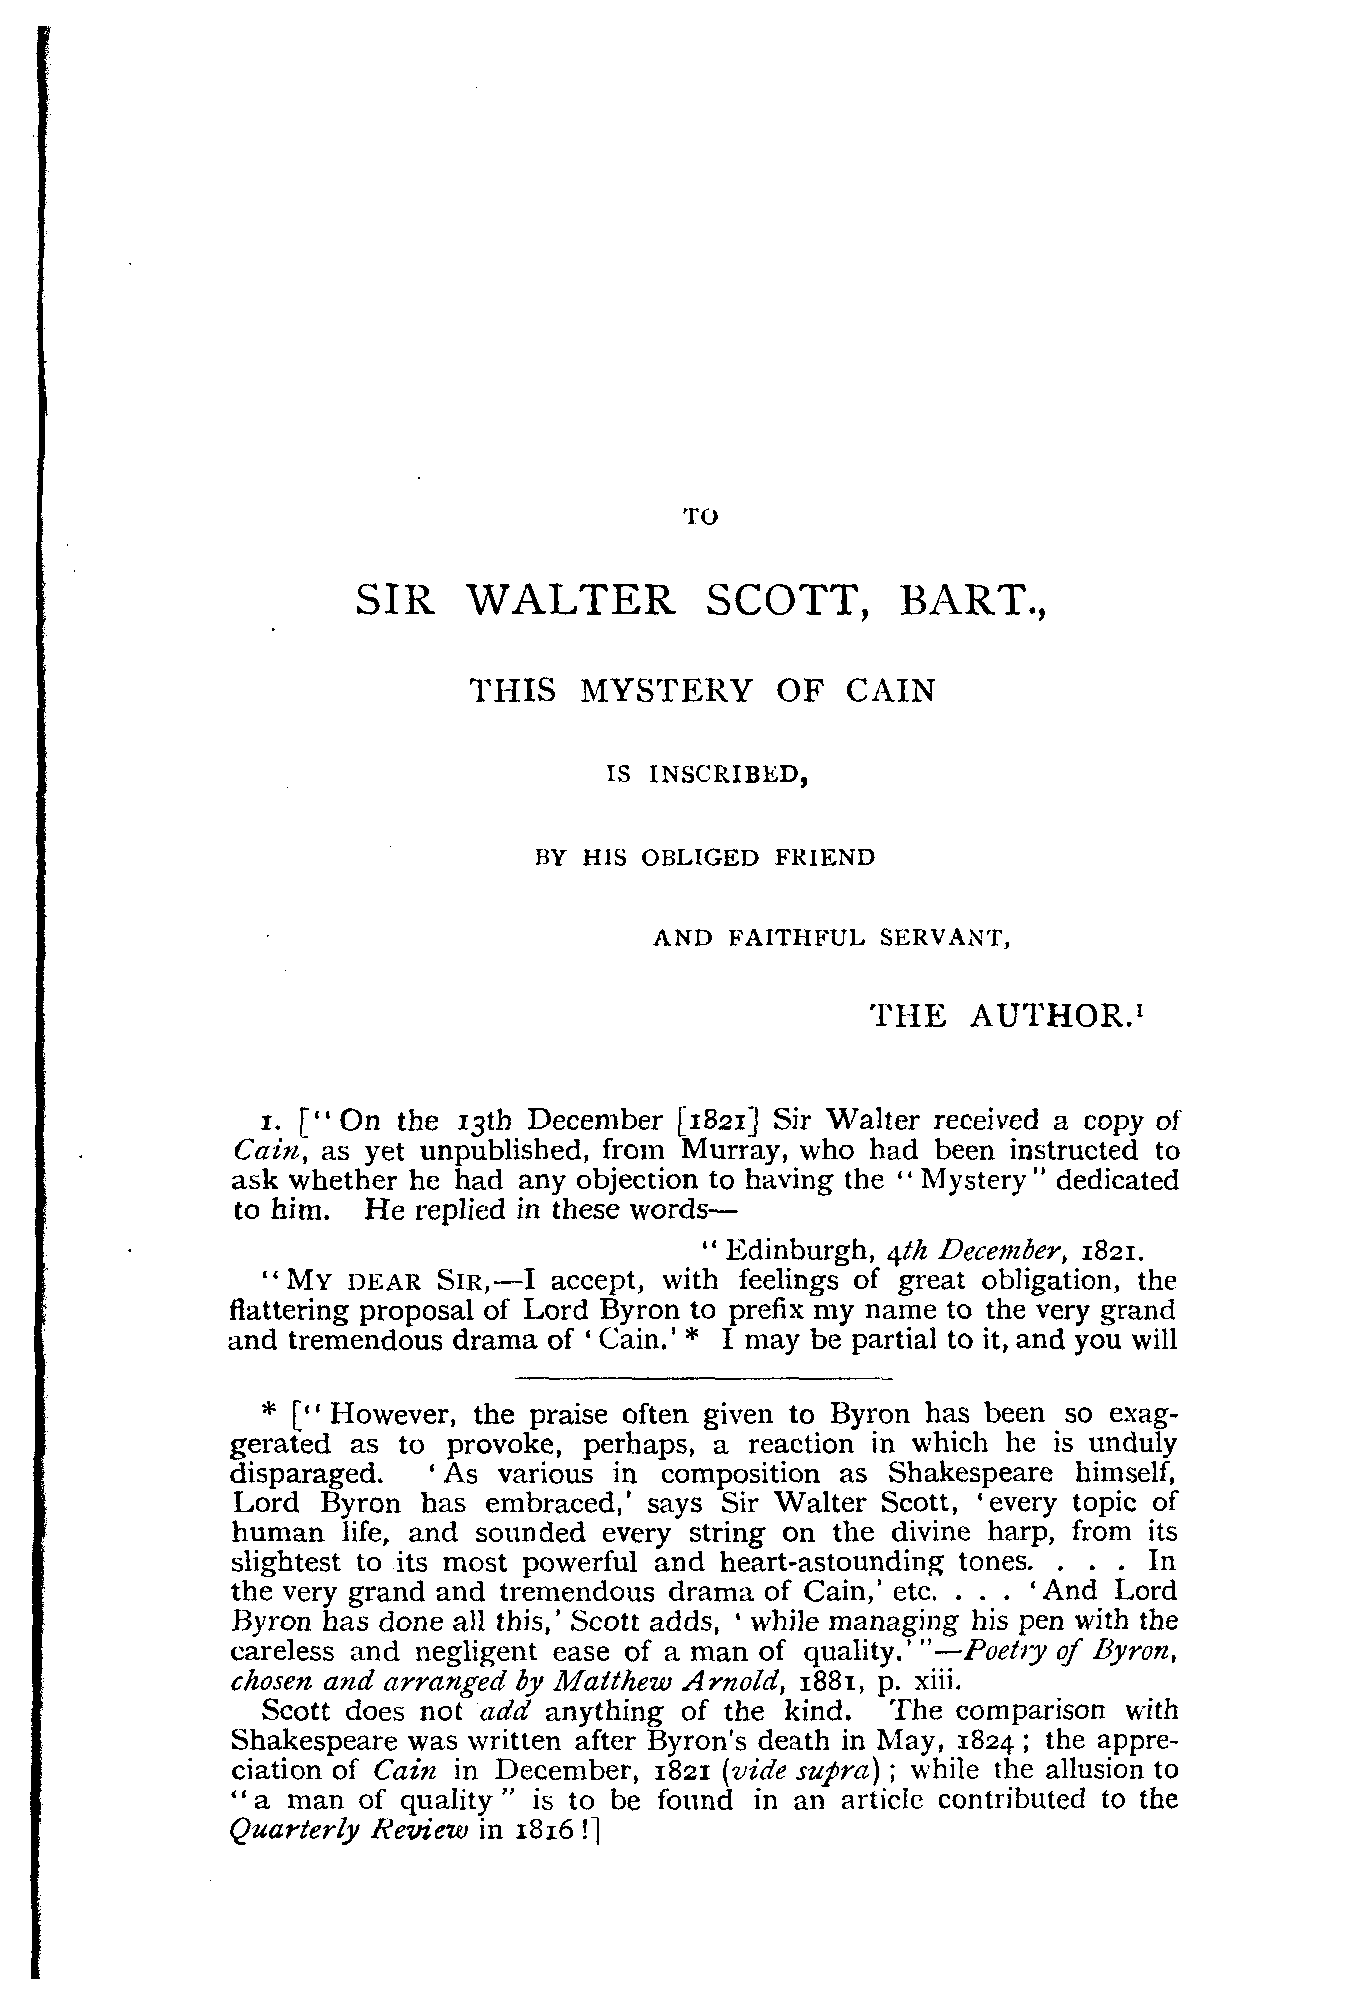 TO
SIR WALTER SCOTT, BART.,
THIS MYSTERY OF CAIN
IS INSCRIBED,
BY HIS OBLIGED FRIEND
AND FAITHFUL SERVANT,
THE AUTHOR.¹
1. ["On the 13th December [1821] Sir Walter received a copy of
Cain, as yet unpublished, from Murray, who had been instructed to
ask whether he had any objection to having the "Mystery" dedicated
to him. He replied in these words—
"Edinburgh, 4th December, 1821.
"MY DEAR SIR,—I accept, with feelings of great obligation, the
flattering proposal of Lord Byron to prefix my name to the very grand
and tremendous drama of 'Cain.' * I may be partial to it, and you will
* ["However, the praise often given to Byron has been so exag-
gerated as to provoke, perhaps, a reaction in which he is unduly
disparaged. 'As various in composition as Shakespeare himself,
Lord Byron has embraced,' says Sir Walter Scott, 'every topic of
human life, and sounded every string on the divine harp, from its
slightest to its most powerful and heart-astounding tones. . . . In
the very grand and tremendous drama of Cain,' etc. . . . 'And Lord
Byron has done all this,' Scott adds, 'while managing his pen with the
careless and negligent ease of a man of quality.'"—Poetry of Byron,
chosen and arranged by Matthew Arnold, 1881, p. xiii.
Scott does not add anything of the kind. The comparison with
Shakespeare was written after Byron's death in May, 1824; the appre-
ciation of Cain in December, 1821 (vide supra); while the allusion to
"a man of quality" is to be found in an article contributed to the
Quarterly Review in 1816!]